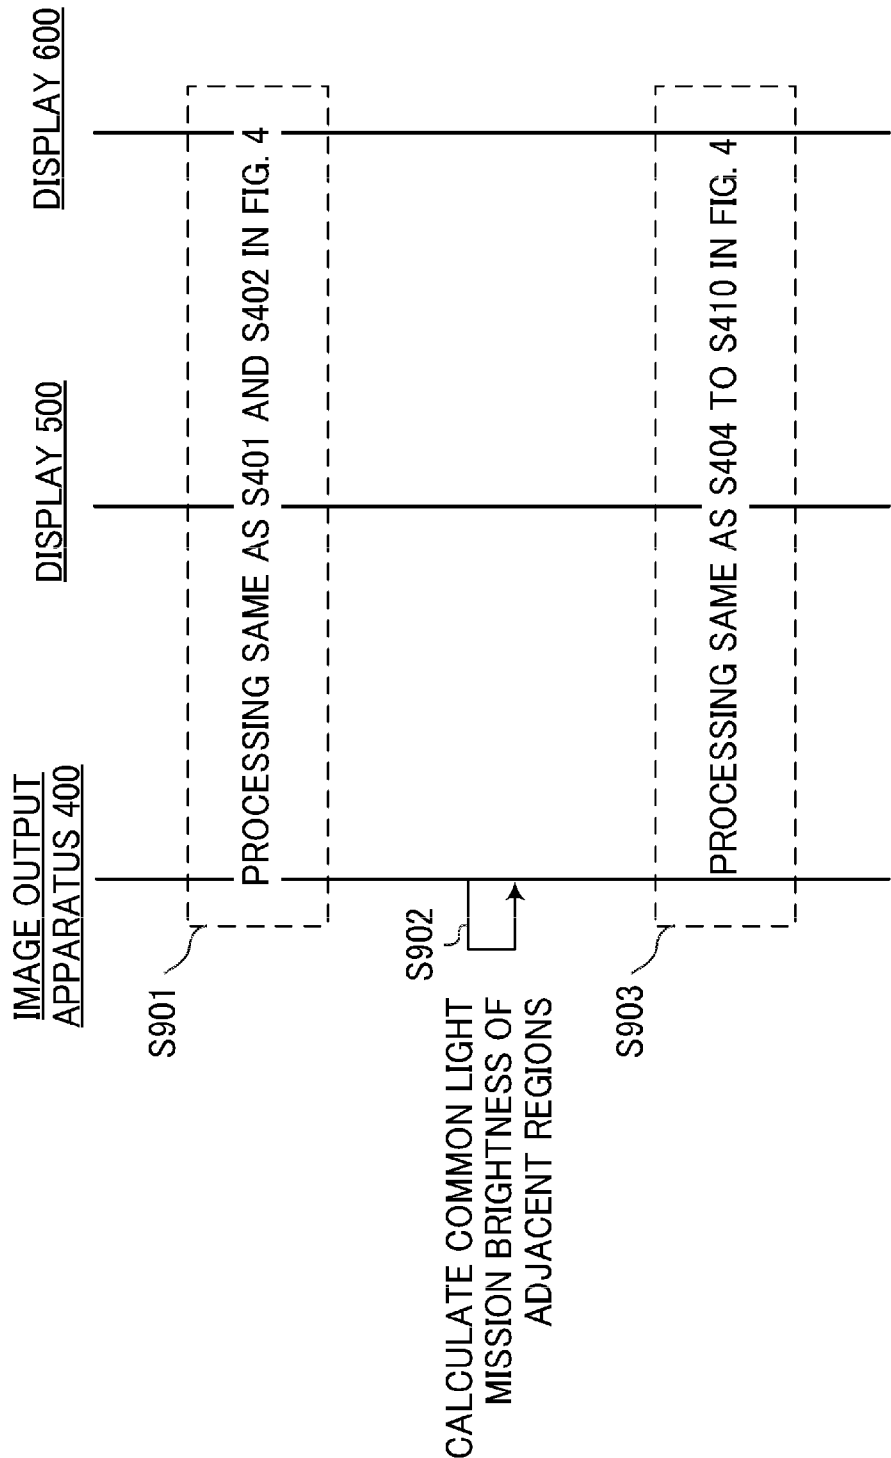 IMAGE OUTPUT
APPARATUS 400
DISPLAY 500
DISPLAY 600
S901
PROCESSING SAME AS S401 AND S402 IN FIG. 4
S902
CALCULATE COMMON LIGHT
MISSION BRIGHTNESS OF
ADJACENT REGIONS
S903
PROCESSING SAME AS S404 TO S410 IN FIG. 4